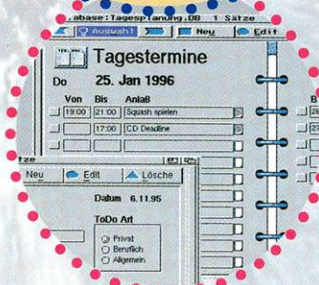 abase:Tagesplanung.DB 1 Sätze
Auswahl Neu Edit
Tagestermine
Do 25. Jan 1996
Von Bis Anlaß
19:00 21:00 Squash spielen
17:00 CD Deadline
tze
Neu Edit Lösche
Datum 6.11.95
ToDo Art
Privat
Beruflich
Allgemein